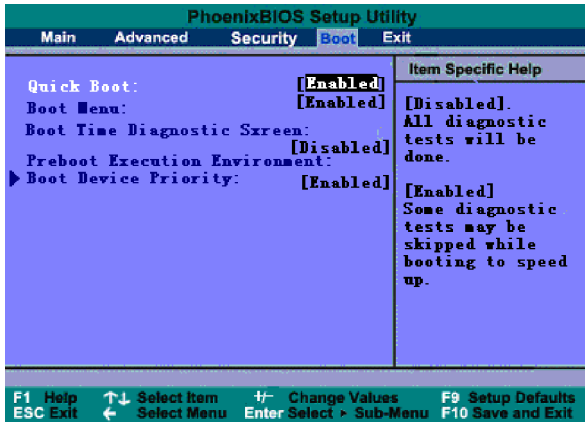 PhoenixBIOS Setup Utility
Main Advanced Security Boot Exit
Item Specific Help
Quick Boot: [Enabled]
Boot Menu: [Enabled]
Boot Time Diagnostic Sxreen:
[Disabled]
Preboot Execution Environment:
Boot Device Priority: [Enabled]
[Disabled].
All diagnostic
tests will be
done.
[Enabled]
Some diagnostic
tests may be
skipped while
booting to speed
up.
F1 Help ↑↓ Select Item +/- Change Values F9 Setup Defaults
ESC Exit ← Select Menu Enter Select ▸ Sub-Menu F10 Save and Exit